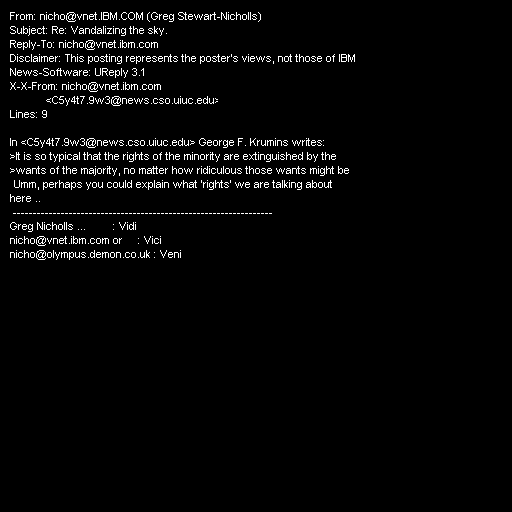 From: nicho@vnet.IBM.COM (Greg Stewart-Nicholls)
Subject: Re: Vandalizing the sky.
Reply-To: nicho@vnet.ibm.com
Disclaimer: This posting represents the poster's views, not those of IBM
News-Software: UReply 3.1
X-X-From: nicho@vnet.ibm.com
<C5y4t7.9w3@news.cso.uiuc.edu>
Lines: 9

In <C5y4t7.9w3@news.cso.uiuc.edu> George F. Krumins writes:
>It is so typical that the rights of the minority are extinguished by the
>wants of the majority, no matter how ridiculous those wants might be
Umm, perhaps you could explain what 'rights' we are talking about
here ..
-----------------------------------------------------------------
Greg Nicholls ... : Vidi
nicho@vnet.ibm.com or : Vici
nicho@olympus.demon.co.uk : Veni